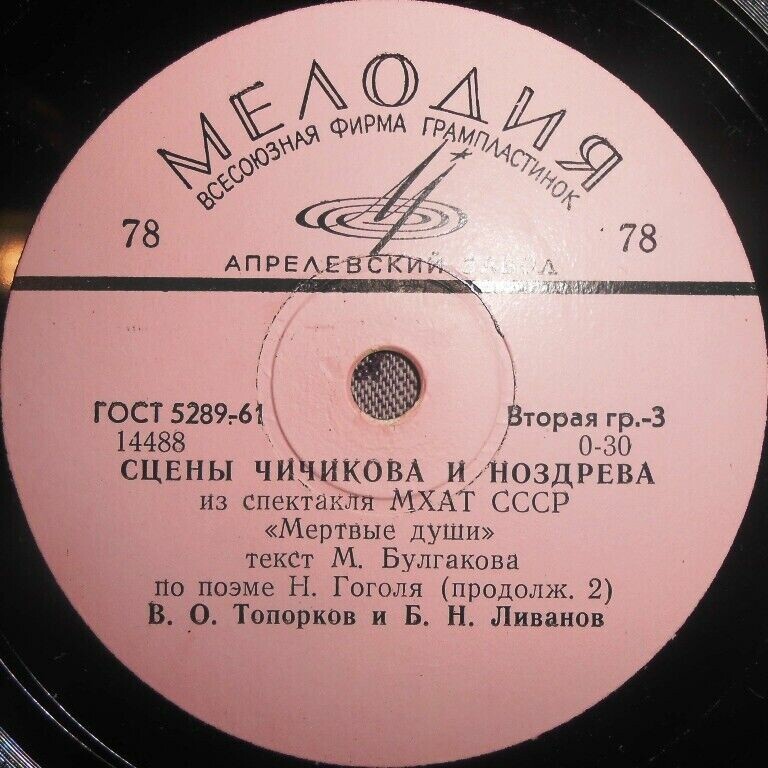 МЕЛОДИЯ
ВСЕСОЮЗНАЯ ФИРМА ГРАМПЛАСТИНОК
78 78
АПРЕЛЕВСКИЙ ЗАВОД
ГОСТ 5289-61 Вторая гр.-3
14488 0-30
СЦЕНЫ ЧИЧИКОВА И НОЗДРЕВА
из спектакля МХАТ СССР
«Мертвые души»
текст М. Булгакова
по поэме Н. Гоголя (продолж. 2)
В. О. Топорков и Б. Н. Ливанов